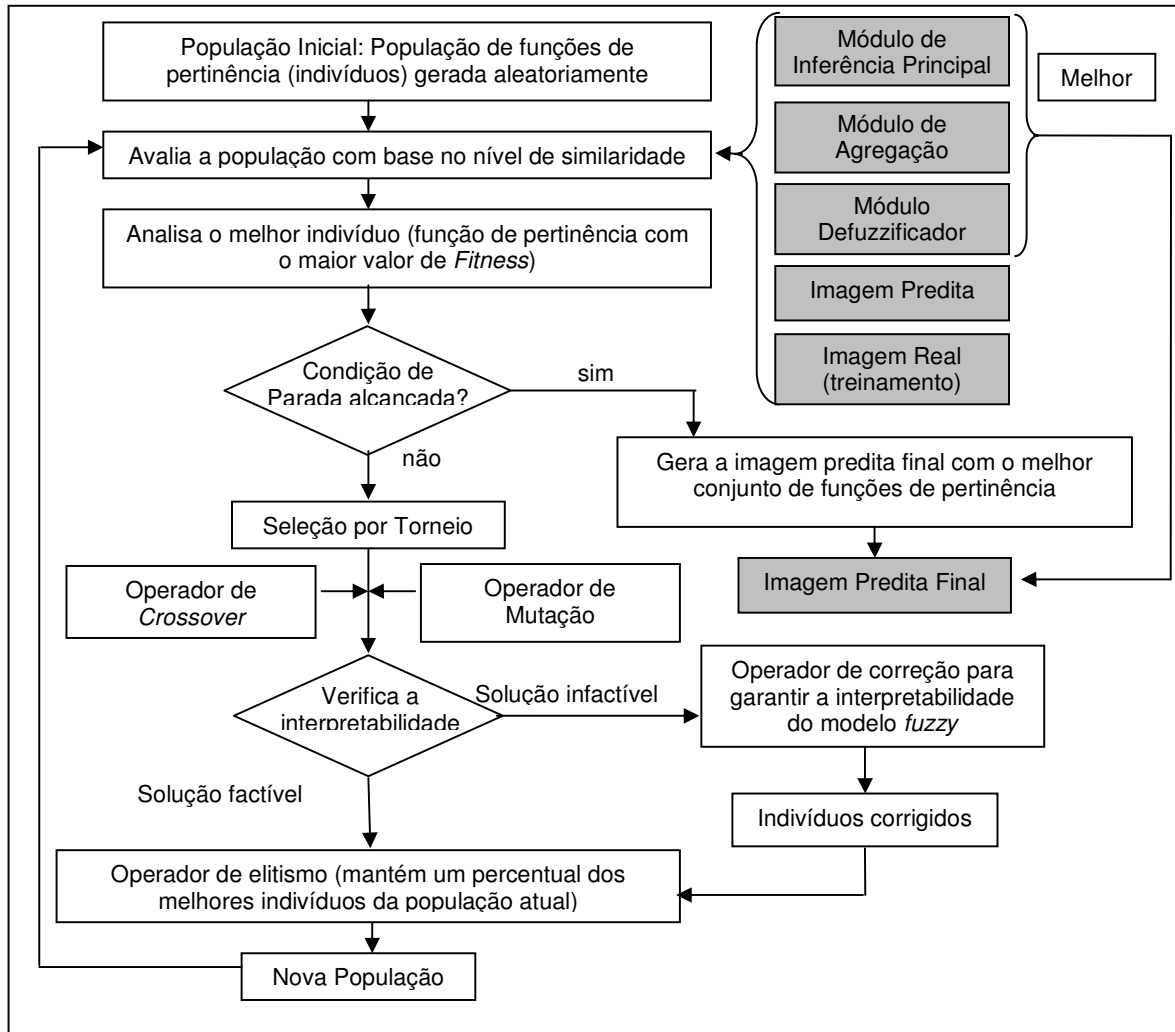 População Inicial: População de funções de
pertinência (indivíduos) gerada aleatoriamente
Módulo de
Inferência Principal
Melhor
Avalia a população com base no nível de similaridade
Módulo de
Agregação
Analisa o melhor indivíduo (função de pertinência com
o maior valor de Fitness)
Módulo
Defuzzificador
Imagem Predita
Imagem Real
(treinamento)
Condição de
Parada alcançada?
sim
não
Gera a imagem predita final com o melhor
conjunto de funções de pertinência
Seleção por Torneio
Imagem Predita Final
Operador de
Crossover
Operador de
Mutação
Verifica a
interpretabilidade
Solução infactível
Operador de correção para
garantir a interpretabilidade
do modelo fuzzy
Solução factível
Indivíduos corrigidos
Operador de elitismo (mantém um percentual dos
melhores indivíduos da população atual)
Nova População